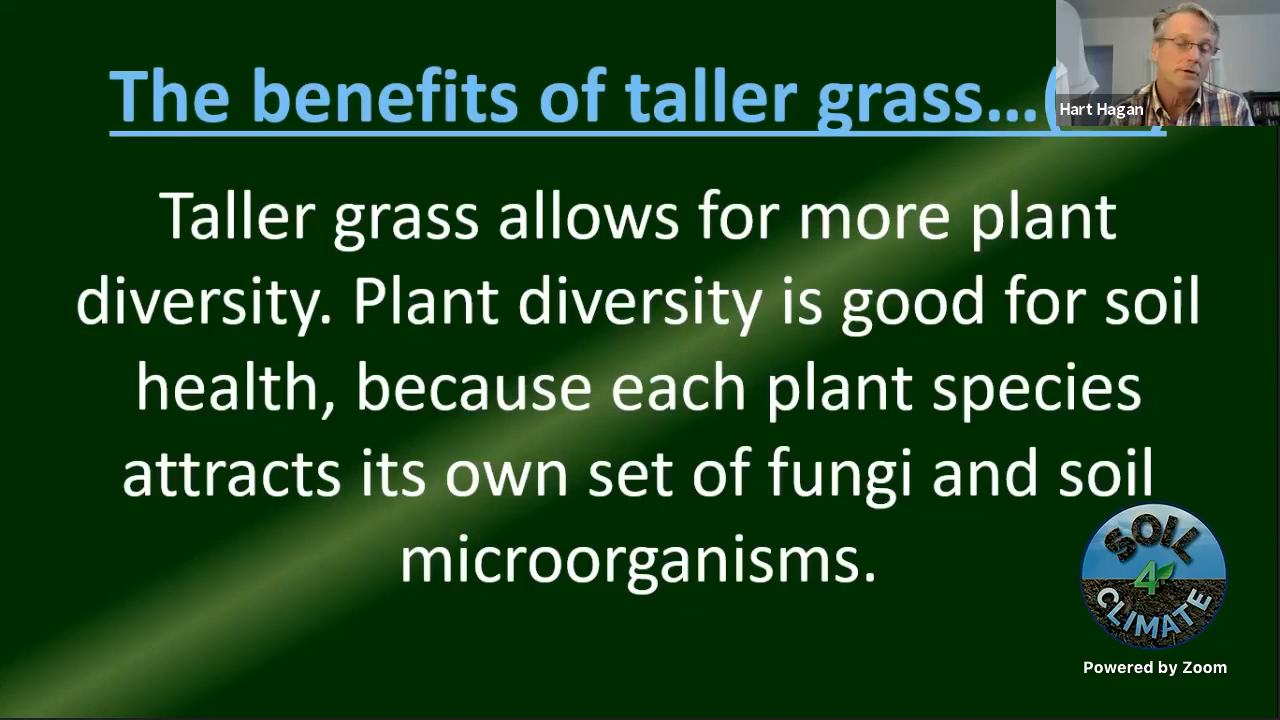 The benefits of taller grass...(
Hart Hagan
Taller grass allows for more plant
diversity. Plant diversity is good for soil
health, because each plant species
attracts its own set of fungi and soil
microorganisms.
SOIL
4
CLIMATE
Powered by Zoom